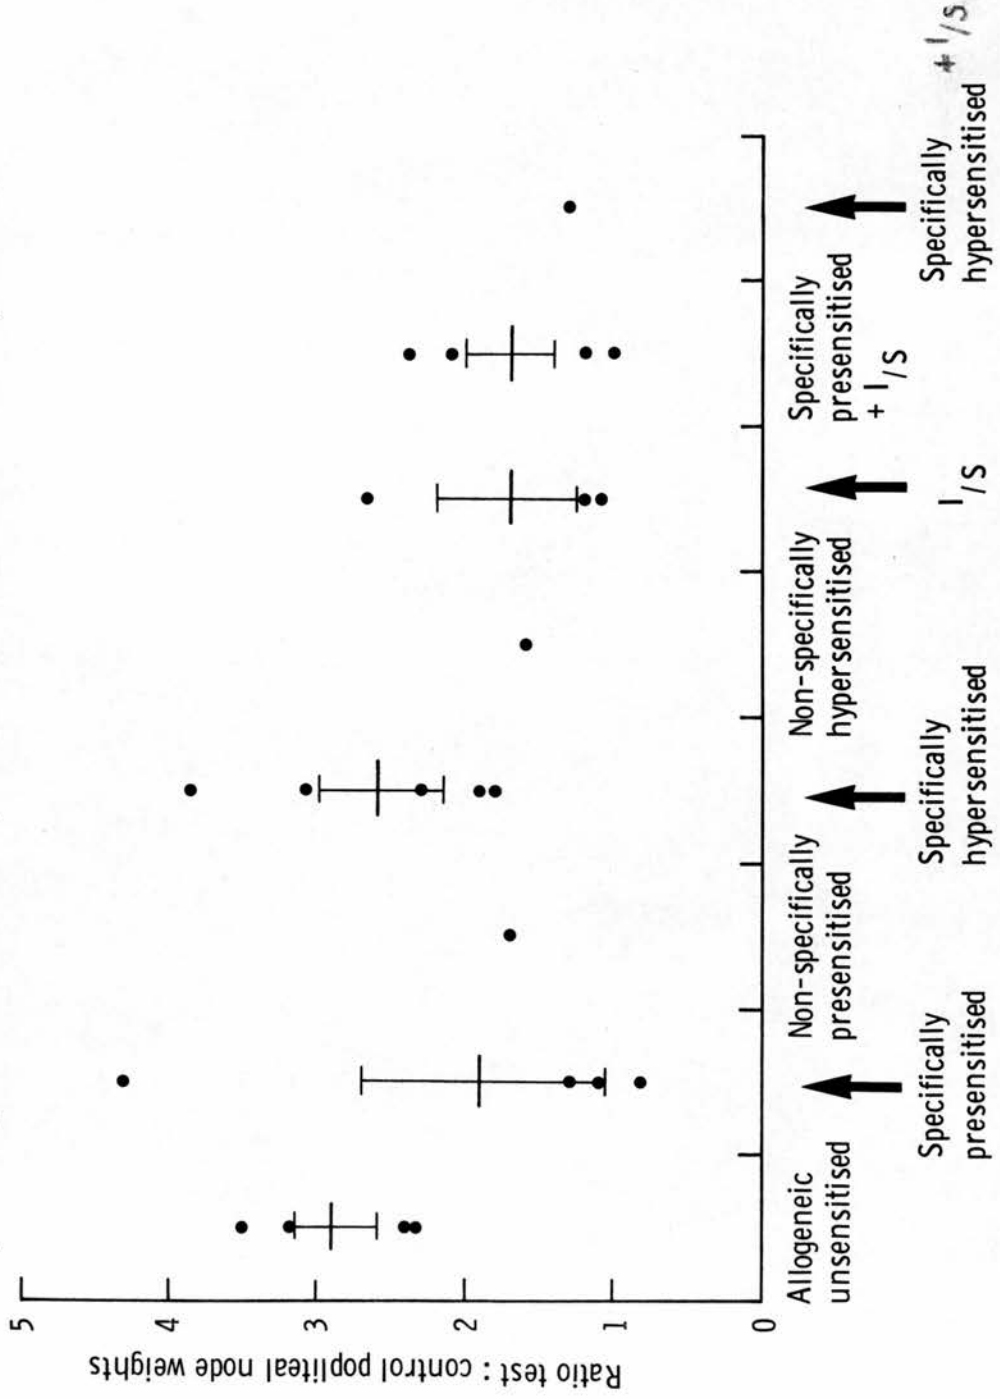 Ratio test : control popliteal node weights
5
4
3
2
1
0
Allogeneic
unsensitised
Specifically
presensitised
Non-specifically
presensitised
Specifically
hypersensitised
Non-specifically
hypersensitised
I/S
Specifically
presensitised
+ I/S
Specifically
hypersensitised
+ I/S